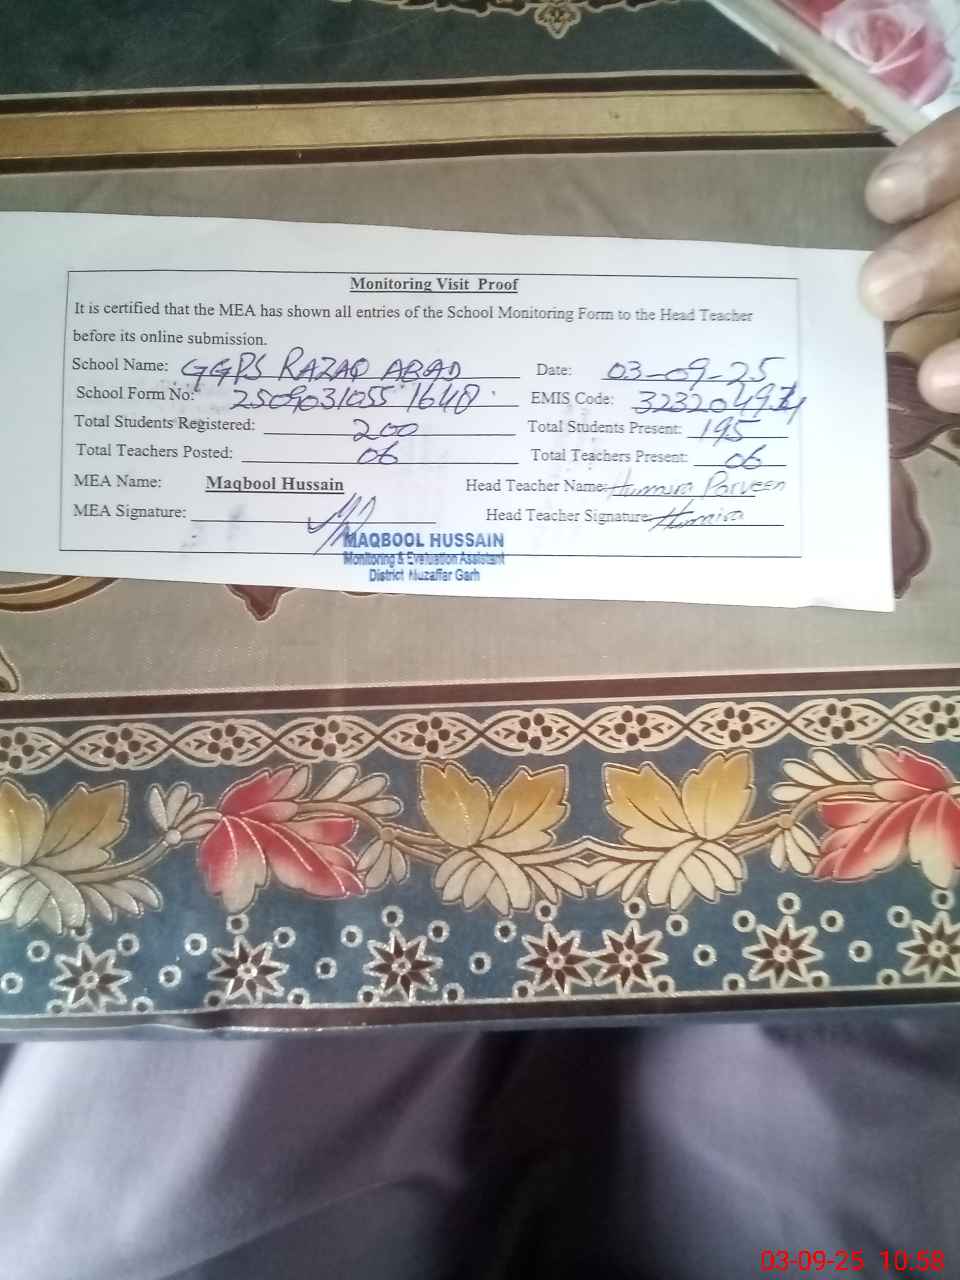 Monitoring Visit Proof
It is certified that the MEA has shown all entries of the School Monitoring Form to the Head Teacher
before its online submission.
School Name: GGPS RAZAQ ABAD Date: 03-09-25
School Form No: 25090310551648 EMIS Code:
Total Students Registered: 200 Total Students Present: 195
Total Teachers Posted: 06 Total Teachers Present: 06
MEA Name: Maqbool Hussain Head Teacher Name: Humira Parveen
MEA Signature: Head Teacher Signature: Humaira
MAQBOOL HUSSAIN
Monitoring & Evaluation Assistant
District Muzaffar Garh
03-09-25 10.58